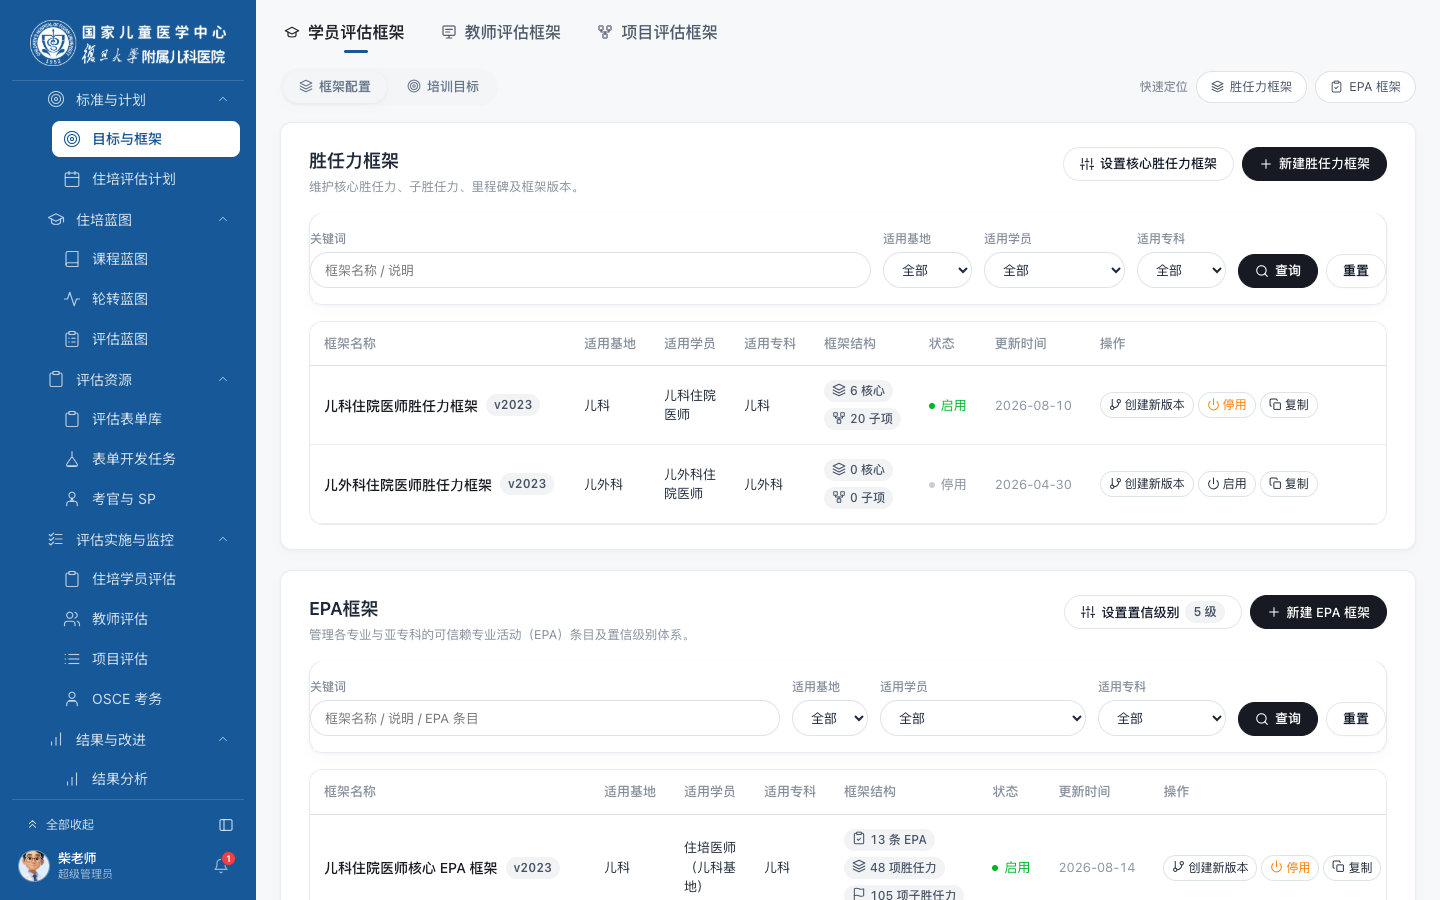 国家儿童医学中心
復旦大学附属儿科医院
标准与计划
目标与框架
住培评估计划
住培蓝图
课程蓝图
轮转蓝图
评估蓝图
评估资源
评估表单库
表单开发任务
考官与 SP
评估实施与监控
住培学员评估
教师评估
项目评估
OSCE 考务
结果与改进
结果分析
全部收起
柴老师
超级管理员
1
学员评估框架 教师评估框架 项目评估框架
框架配置 培训目标 快速定位 胜任力框架 EPA 框架
胜任力框架
维护核心胜任力、子胜任力、里程碑及框架版本。
设置核心胜任力框架 新建胜任力框架
关键词 适用基地 适用学员 适用专科
框架名称 / 说明 全部 全部 全部 查询 重置
框架名称 适用基地 适用学员 适用专科 框架结构 状态 更新时间 操作
儿科住院医师胜任力框架 v2023 儿科 儿科住院医师 儿科 6 核心 20 子项 启用 2026-08-10 创建新版本 停用 复制
儿外科住院医师胜任力框架 v2023 儿外科 儿外科住院医师 儿外科 0 核心 0 子项 停用 2026-04-30 创建新版本 启用 复制
EPA框架
管理各专业与亚专科的可信赖专业活动（EPA）条目及置信级别体系。
设置置信级别 5 级 新建 EPA 框架
关键词 适用基地 适用学员 适用专科
框架名称 / 说明 / EPA 条目 全部 全部 全部 查询 重置
框架名称 适用基地 适用学员 适用专科 框架结构 状态 更新时间 操作
儿科住院医师核心 EPA 框架 v2023 儿科 住培医师（儿科基地） 儿科 13 条 EPA 48 项胜任力 105 项子胜任力 启用 2026-08-14 创建新版本 停用 复制